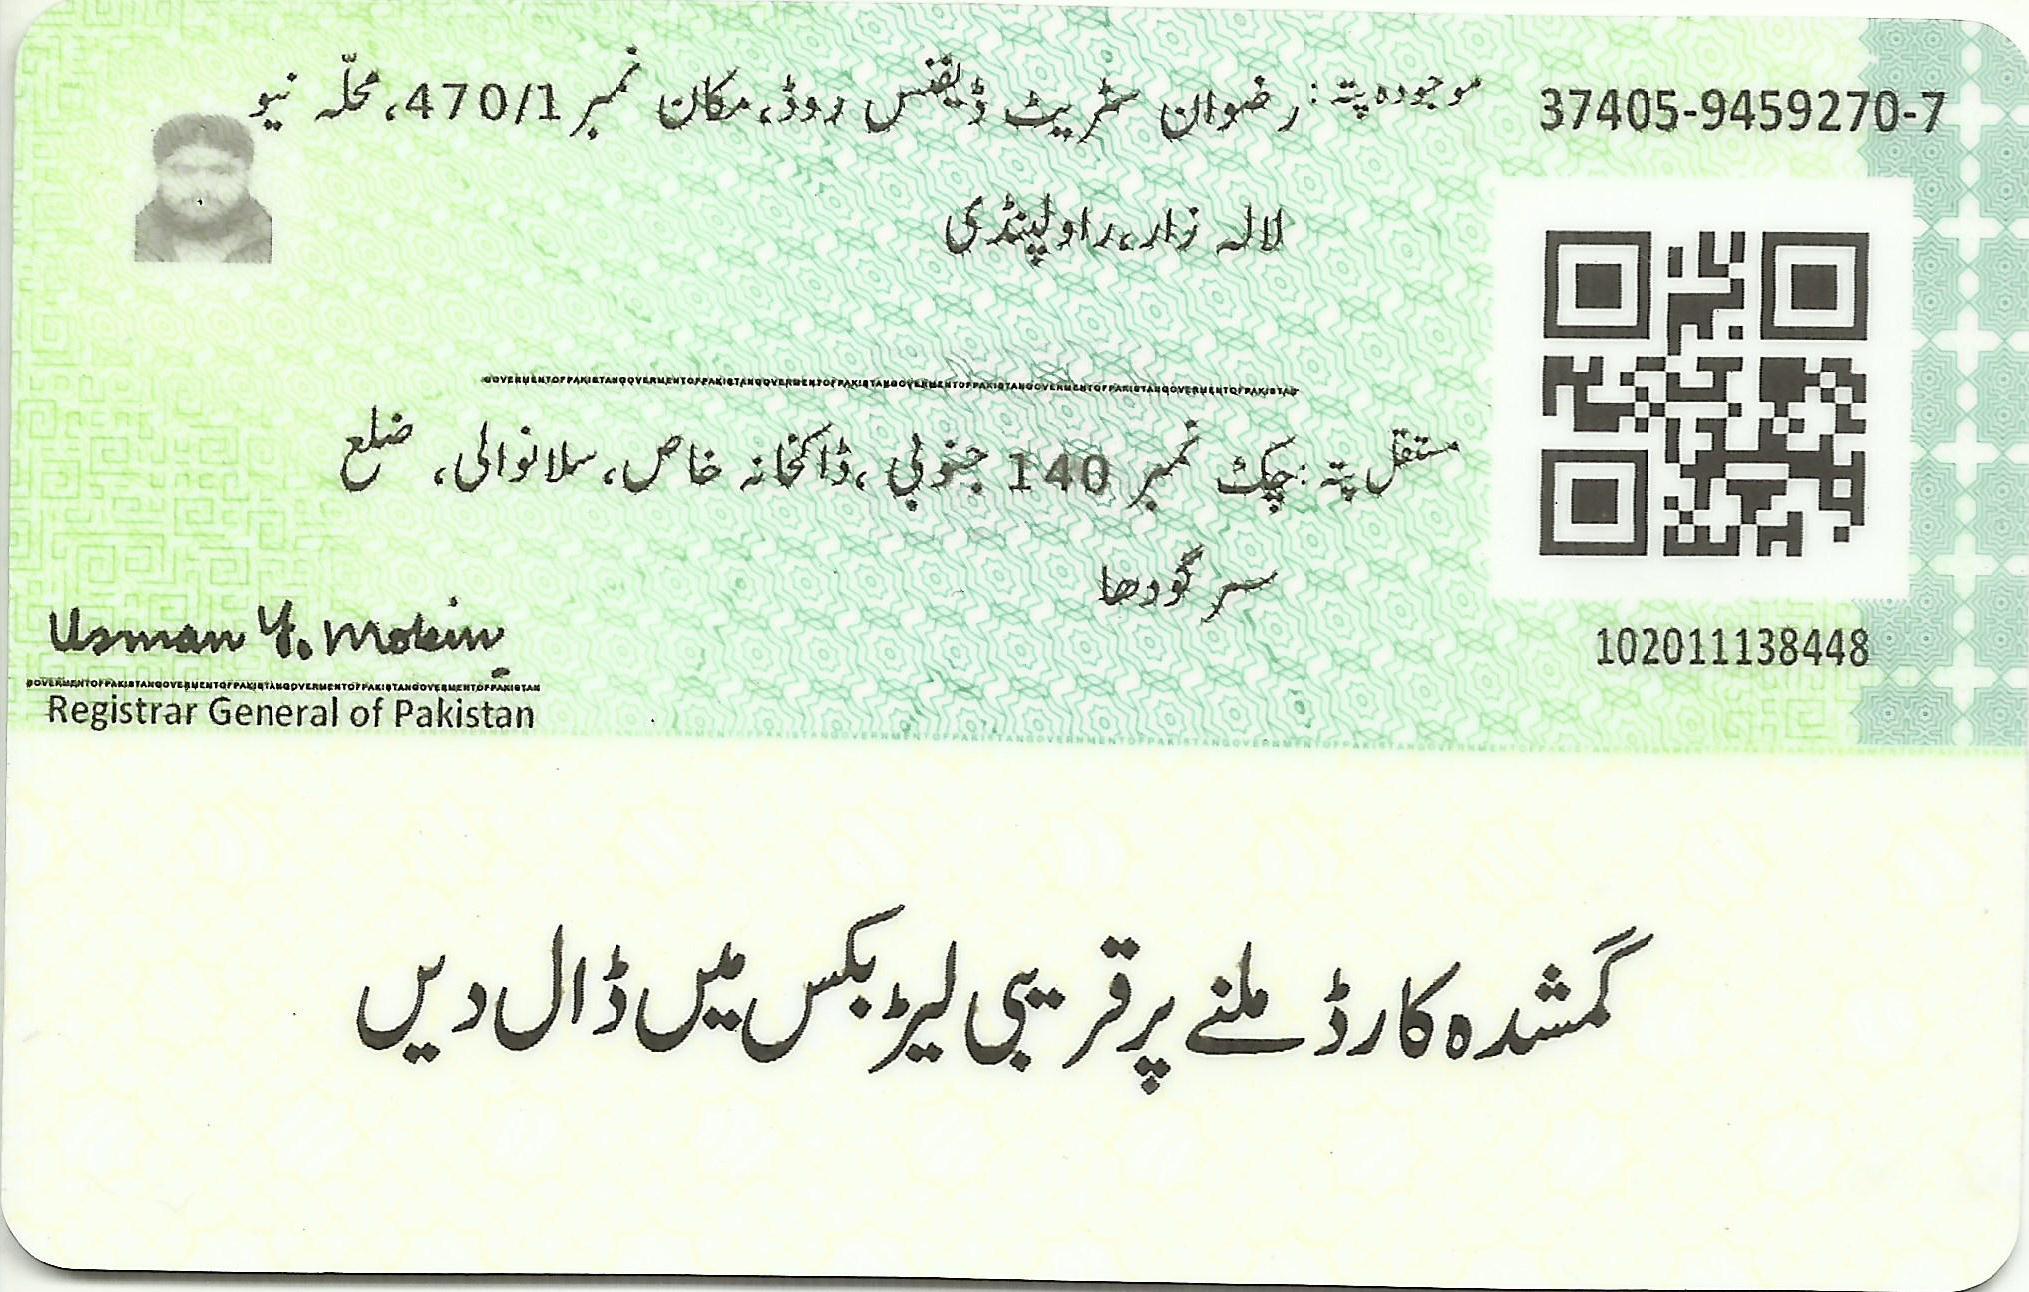 موجودہ پتہ: رضوان سٹریٹ ڈیفنس روڈ، مکان نمبر 470/1، محلّہ نیو
لالہ زار، راولپنڈی
37405-9459270-7
GOVERMENTOFPAKISTANGOVERMENTOFPAKISTANGOVERMENTOFPAKISTANGOVERMENTOFPAKISTANGOVERMENTOFPAKISTANGOVERMENTOFPAKISTAN
مستقل پتہ: چک نمبر 140 جنوبی، ڈاکخانہ خاص، سلانوالی، ضلع
سرگودھا
102011138448
Usman Y. Mobin
GOVERMENTOFPAKISTANGOVERMENTOFPAKISTANGOVERMENTOFPAKISTANGOVERMENTOFPAKISTAN
Registrar General of Pakistan
گمشدہ کارڈ ملنے پر قریبی لیٹر بکس میں ڈال دیں